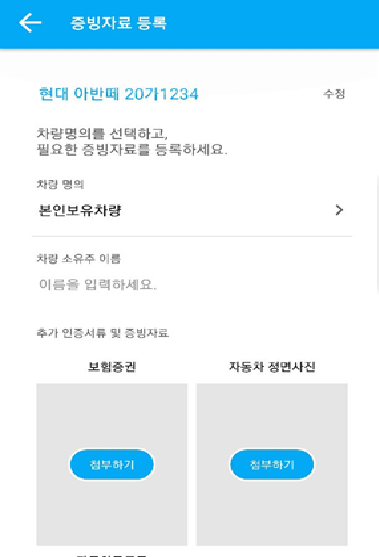 증빙자료 등록
현대 아반떼 20가1234
수정
차량명의를 선택하고,
필요한 증빙자료를 등록하세요.
차량 명의
본인보유차량
차량 소유주 이름
이름을 입력하세요.
추가 인증서류 및 증빙자료
보험증권
자동차 정면사진
첨부하기
첨부하기